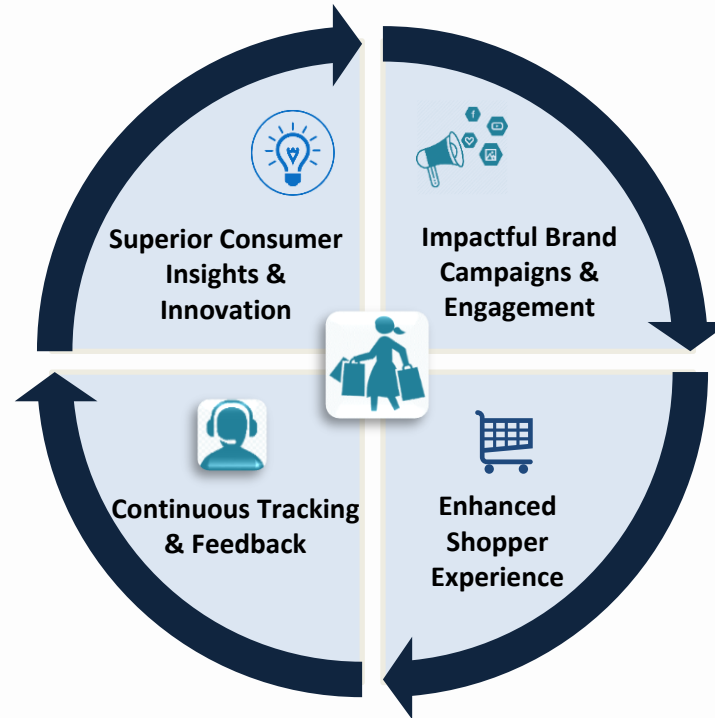 Superior Consumer
Insights &
Innovation
Impactful Brand
Campaigns &
Engagement
Continuous Tracking
& Feedback
Enhanced
Shopper
Experience